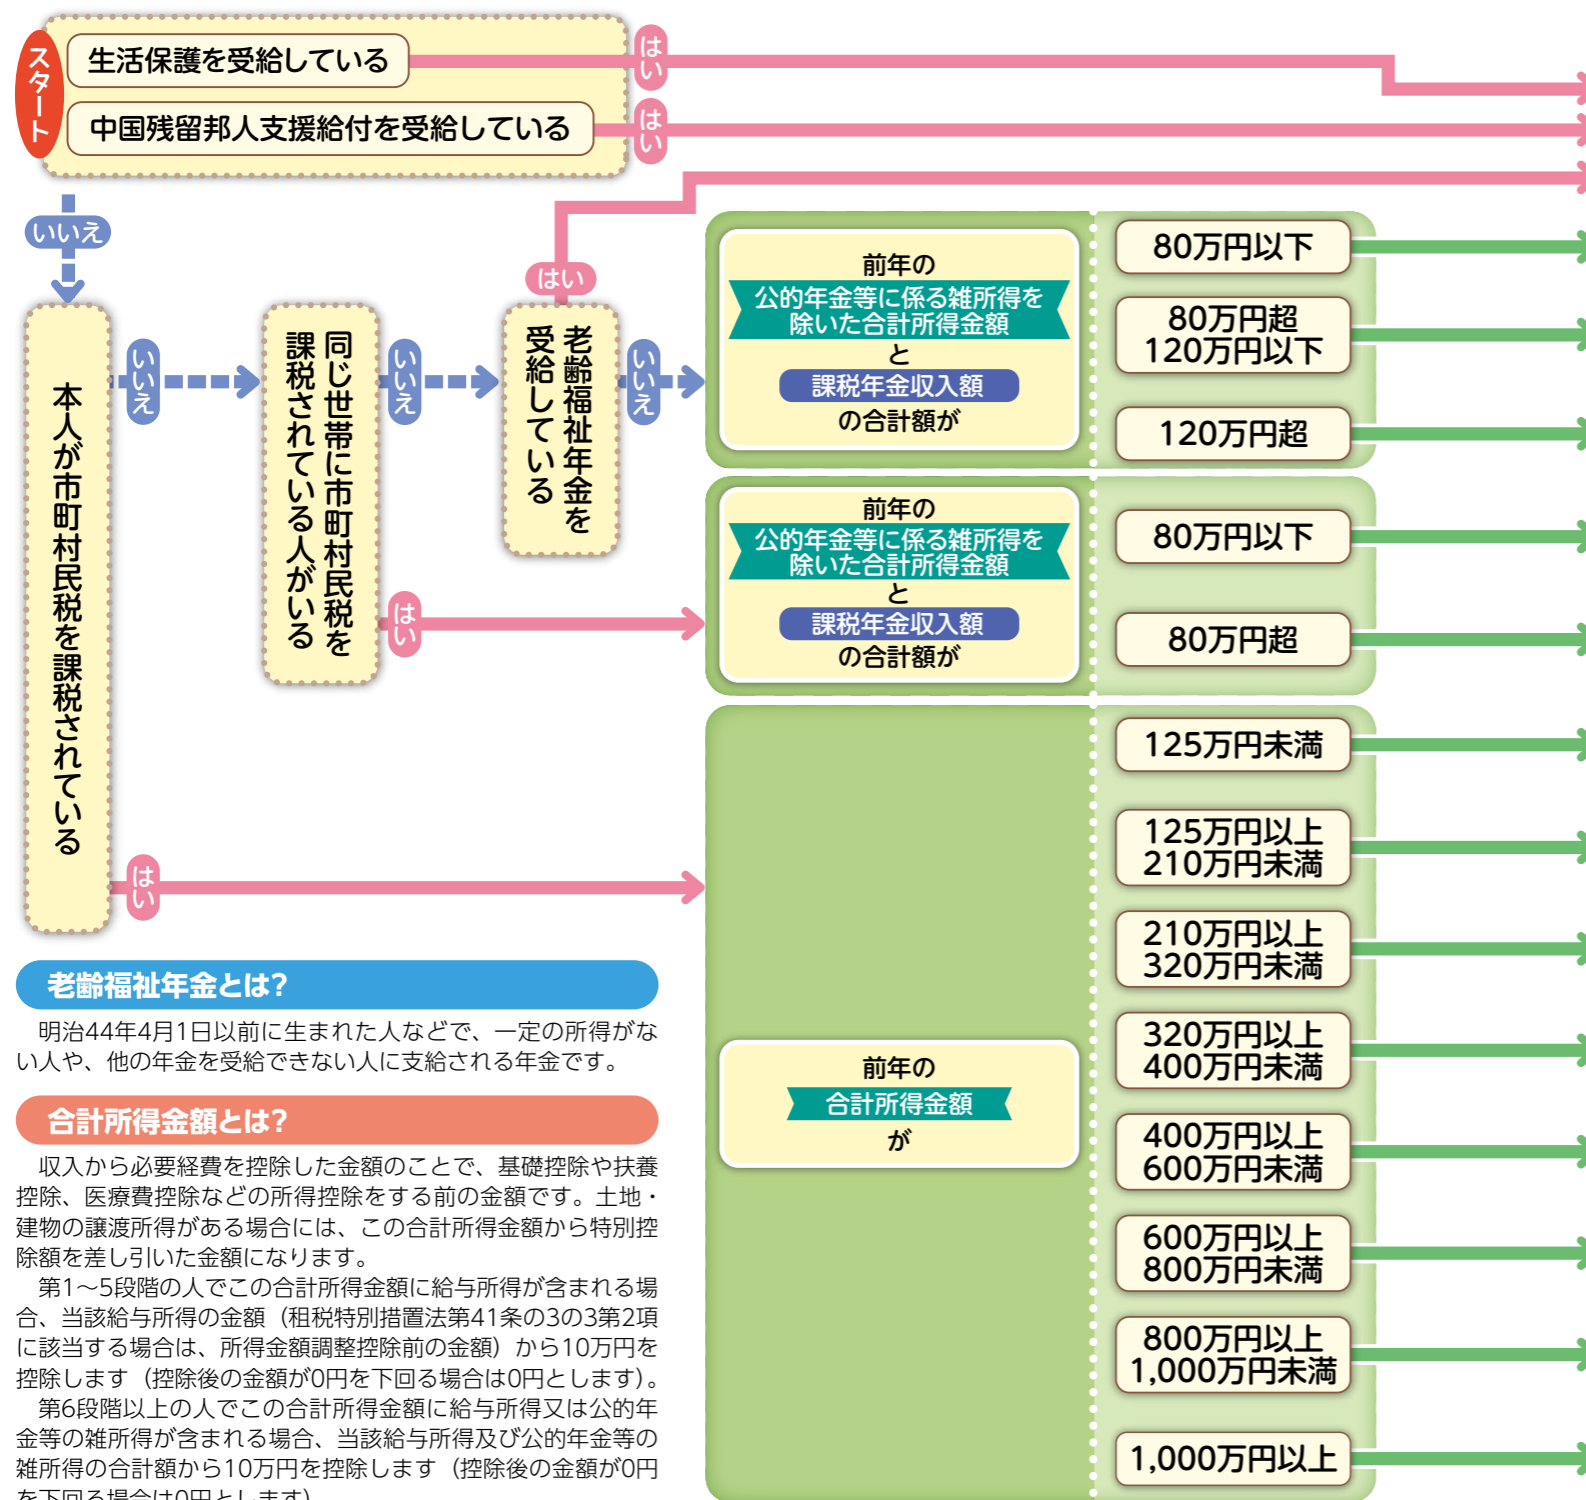 スタート
生活保護を受給している
はい
中国残留邦人支援給付を受給している
はい
いいえ
本人が市町村民税を課税されている
いいえ
はい
同じ世帯に市町村民税を
課税されている人がいる
いいえ
はい
老齢福祉年金を
受給している
はい
いいえ
前年の
公的年金等に係る雑所得を
除いた合計所得金額
と
課税年金収入額
の合計額が
80万円以下
80万円超
120万円以下
120万円超
前年の
公的年金等に係る雑所得を
除いた合計所得金額
と
課税年金収入額
の合計額が
80万円以下
80万円超
前年の
合計所得金額
が
125万円未満
125万円以上
210万円未満
210万円以上
320万円未満
320万円以上
400万円未満
400万円以上
600万円未満
600万円以上
800万円未満
800万円以上
1,000万円未満
1,000万円以上
老齢福祉年金とは?
明治44年4月1日以前に生まれた人などで、一定の所得がな
い人や、他の年金を受給できない人に支給される年金です。
合計所得金額とは?
収入から必要経費を控除した金額のことで、基礎控除や扶養
控除、医療費控除などの所得控除をする前の金額です。土地・
建物の譲渡所得がある場合には、この合計所得金額から特別控
除額を差し引いた金額になります。
第1〜5段階の人でこの合計所得金額に給与所得が含まれる場
合、当該給与所得の金額（租税特別措置法第41条の3の3第2項
に該当する場合は、所得金額調整控除前の金額）から10万円を
控除します（控除後の金額が0円を下回る場合は0円とします）。
第6段階以上の人でこの合計所得金額に給与所得又は公的年
金等の雑所得が含まれる場合、当該給与所得及び公的年金等の
雑所得の合計額から10万円を控除します（控除後の金額が0円
を下回る場合は0円とします）